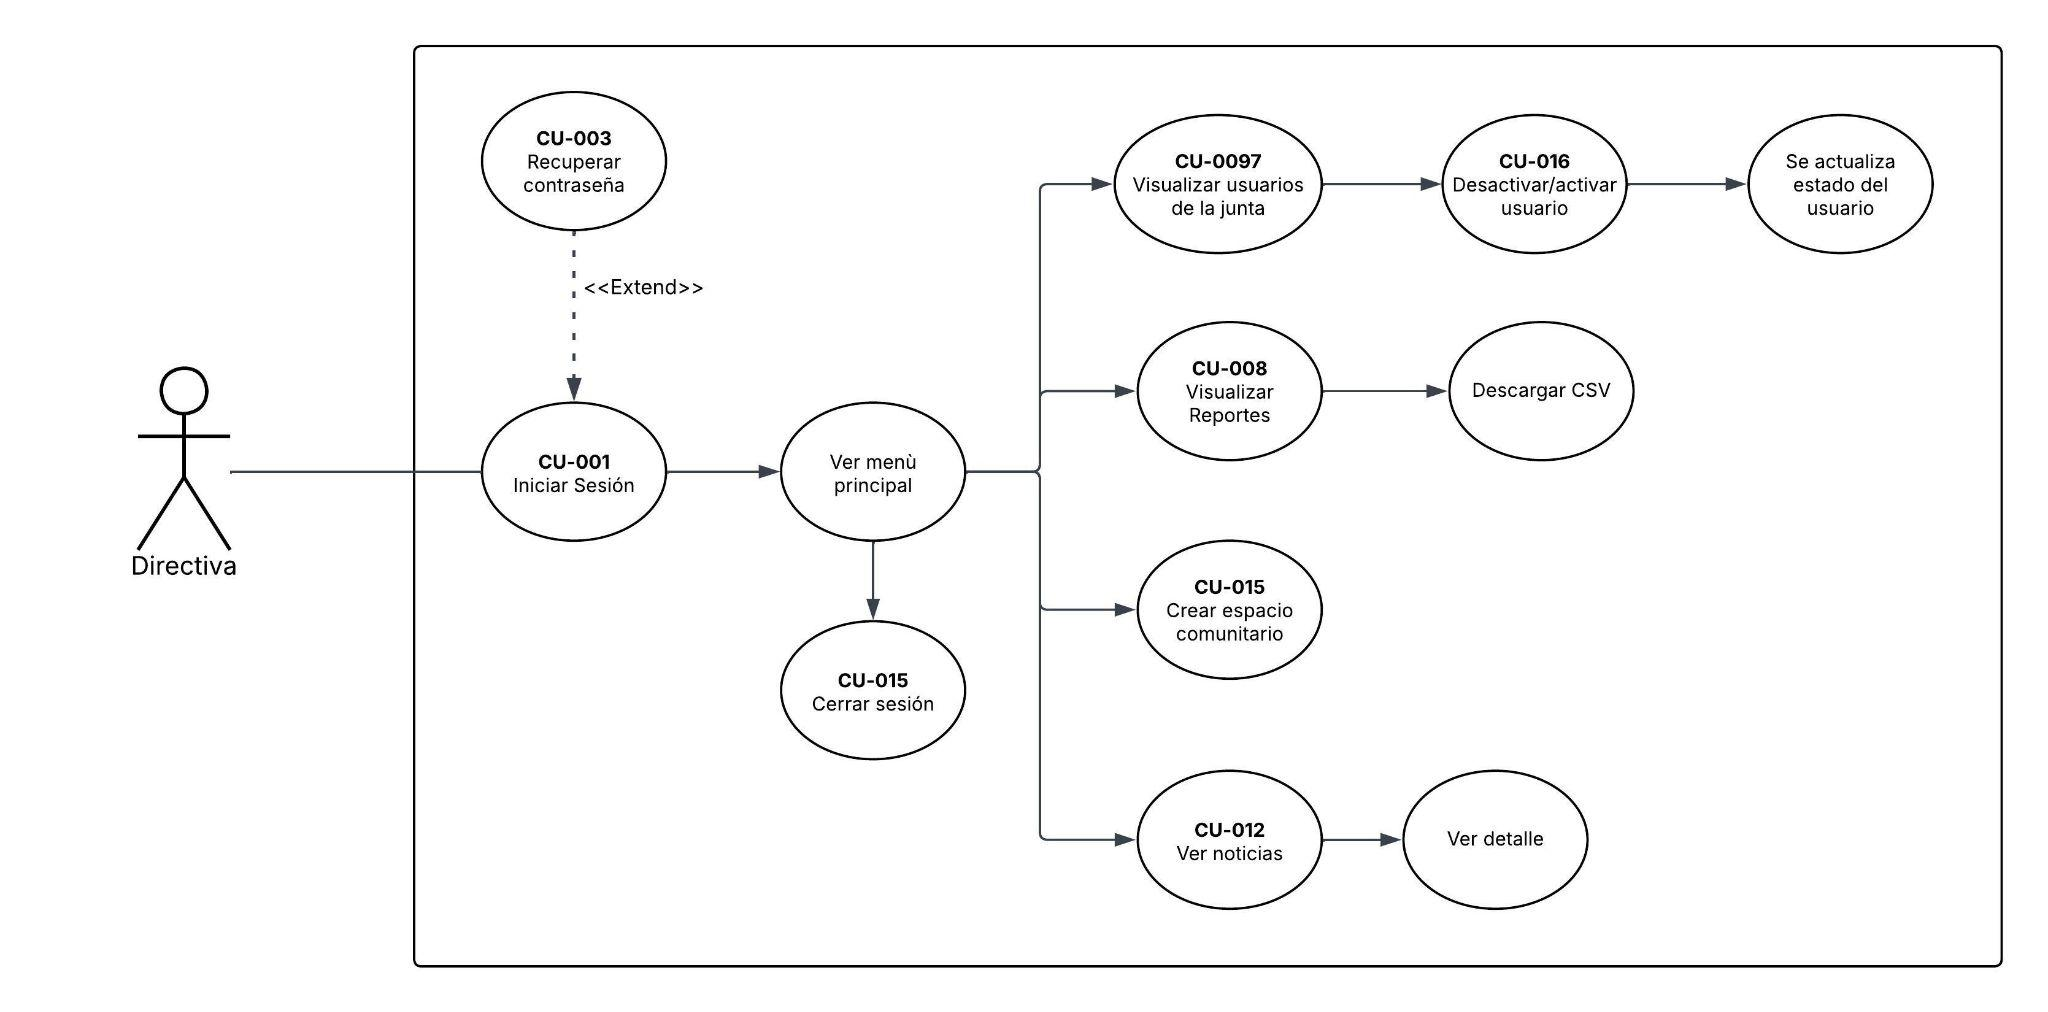 CU-003
Recuperar
contraseña
<<Extend>>
Directiva
CU-001
Iniciar Sesión
Ver menù
principal
CU-015
Cerrar sesión
CU-0097
Visualizar usuarios
de la junta
CU-016
Desactivar/activar
usuario
Se actualiza
estado del
usuario
CU-008
Visualizar
Reportes
Descargar CSV
CU-015
Crear espacio
comunitario
CU-012
Ver noticias
Ver detalle